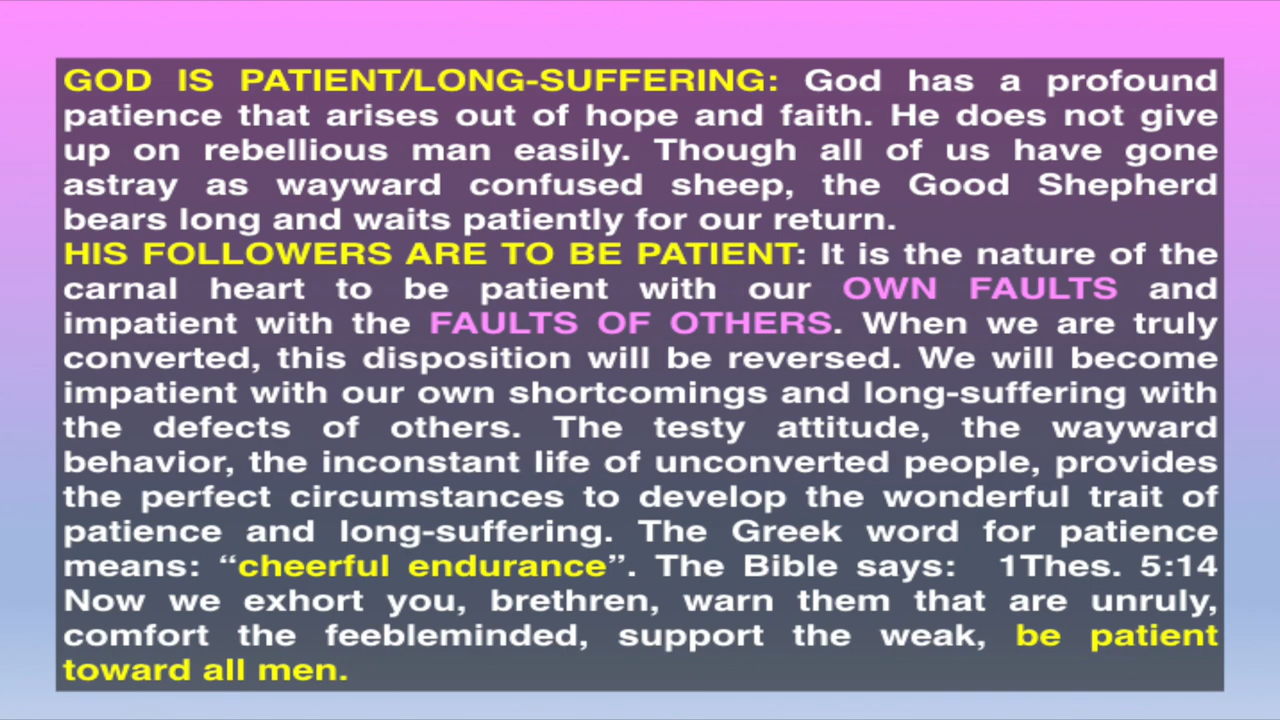 GOD IS PATIENT/LONG-SUFFERING: God has a profound
patience that arises out of hope and faith. He does not give
up on rebellious man easily. Though all of us have gone
astray as wayward confused sheep, the Good Shepherd
bears long and waits patiently for our return.
HIS FOLLOWERS ARE TO BE PATIENT: It is the nature of the
carnal heart to be patient with our OWN FAULTS and
impatient with the FAULTS OF OTHERS. When we are truly
converted, this disposition will be reversed. We will become
impatient with our own shortcomings and long-suffering with
the defects of others. The testy attitude, the wayward
behavior, the inconstant life of unconverted people, provides
the perfect circumstances to develop the wonderful trait of
patience and long-suffering. The Greek word for patience
means: “cheerful endurance”. The Bible says: 1Thes. 5:14
Now we exhort you, brethren, warn them that are unruly,
comfort the feebleminded, support the weak, be patient
toward all men.